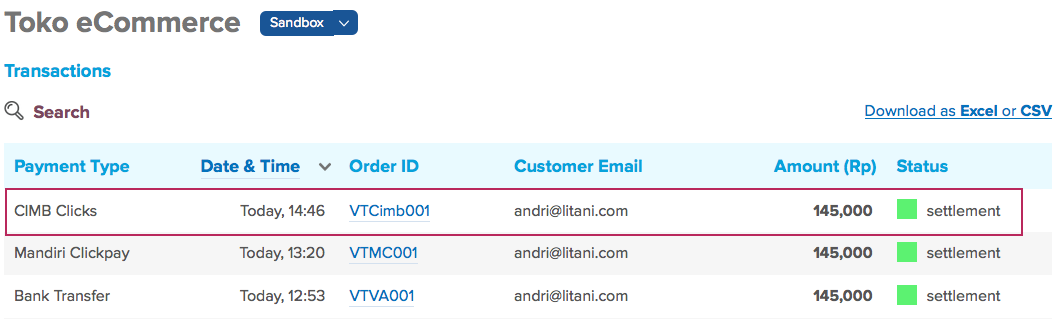 Toko eCommerce Sandbox
Transactions
Search Download as Excel or CSV
Payment Type Date & Time Order ID Customer Email Amount (Rp) Status
CIMB Clicks Today, 14:46 VTCimb001 andri@litani.com 145,000 settlement
Mandiri Clickpay Today, 13:20 VTMC001 andri@litani.com 145,000 settlement
Bank Transfer Today, 12:53 VTVA001 andri@litani.com 145,000 settlement